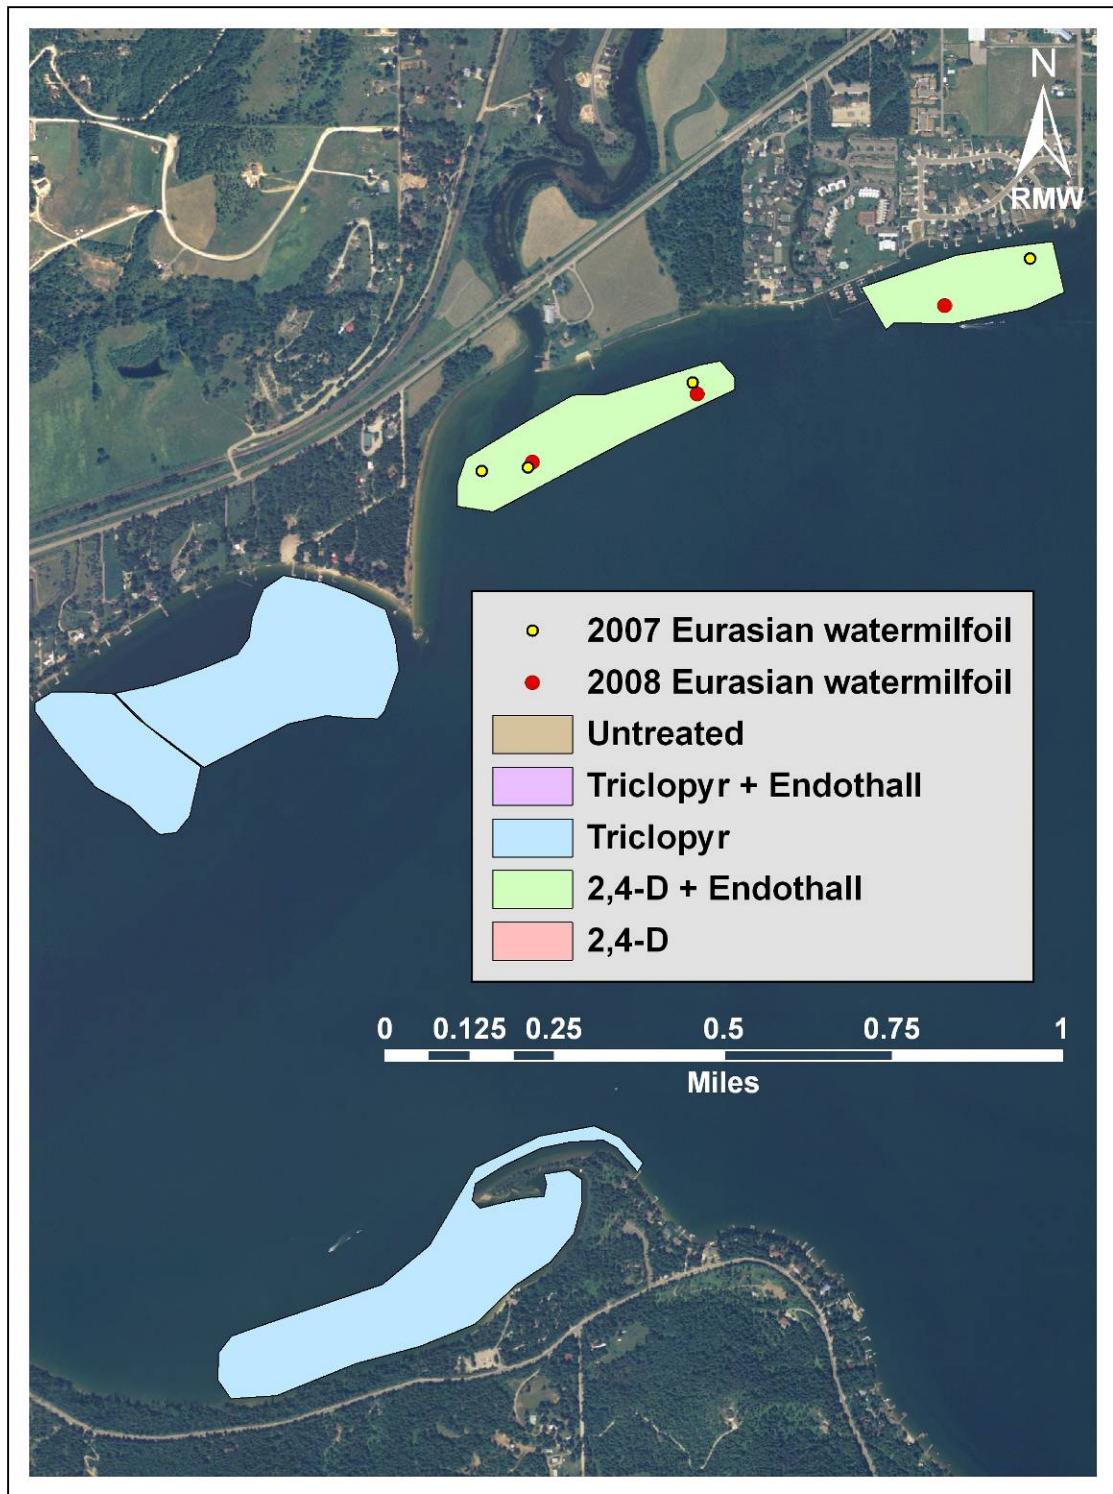 N
RMW
2007 Eurasian watermilfoil
2008 Eurasian watermilfoil
Untreated
Triclopyr + Endothall
Triclopyr
2,4-D + Endothall
2,4-D
0 0.125 0.25 0.5 0.75 1
Miles